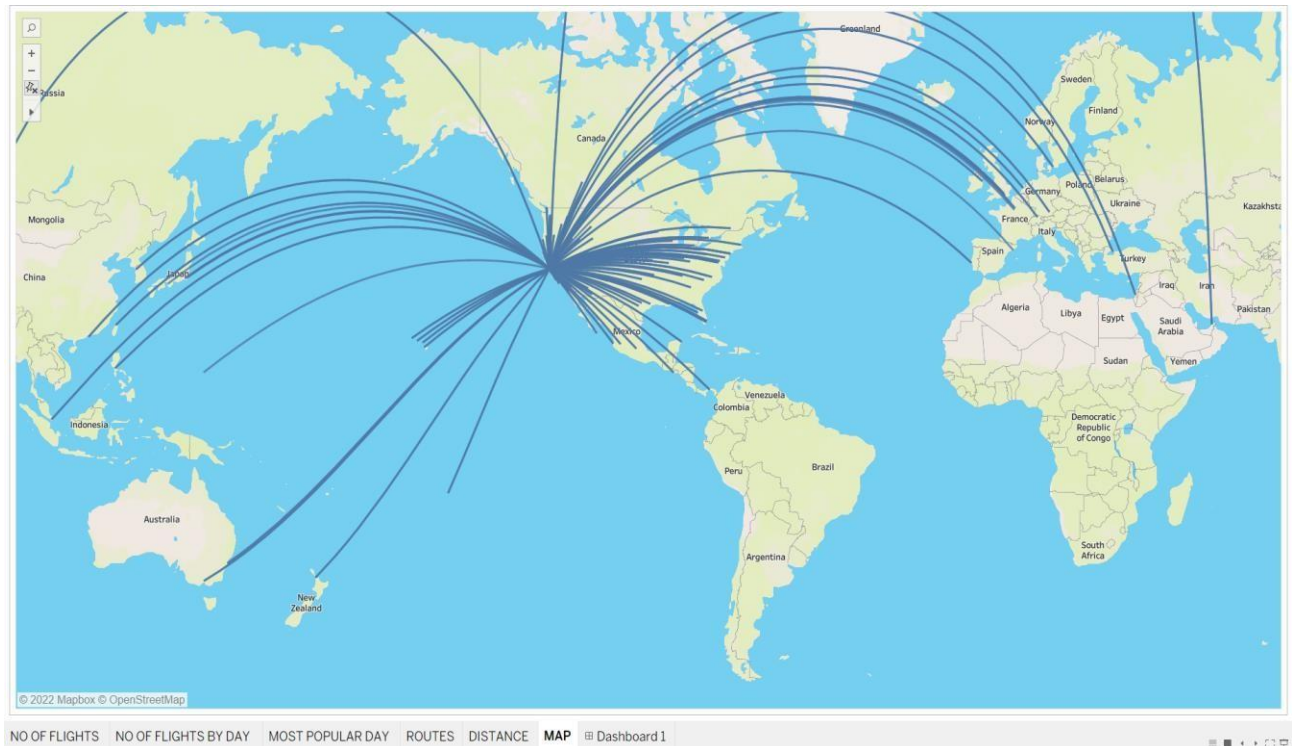 Greenland
Russia
Sweden
Finland
Norway
Canada
Mongolia
Germany
Poland
Belarus
Ukraine
Kazakhsta
France
Italy
Spain
Turkey
China
Japan
Iraq
Iran
Algeria
Libya
Egypt
Saudi
Arabia
Pakistan
Mexico
Sudan
Yemen
Venezuela
Colombia
Indonesia
Democratic
Republic
of Congo
Peru
Brazil
Australia
South
Africa
Argentina
New
Zealand
© 2022 Mapbox © OpenStreetMap
NO OF FLIGHTS NO OF FLIGHTS BY DAY MOST POPULAR DAY ROUTES DISTANCE MAP Dashboard 1